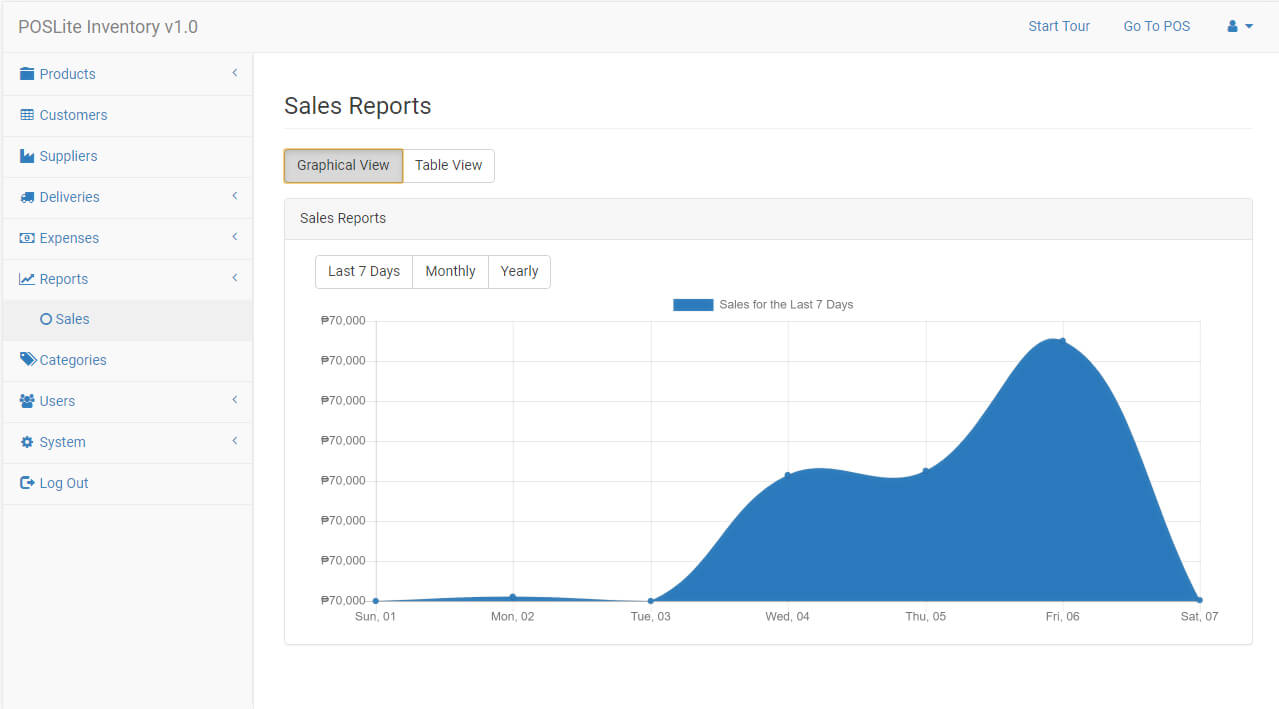 POSLite Inventory v1.0
Start Tour
Go To POS
Products
Customers
Suppliers
Deliveries
Expenses
Reports
Sales
Categories
Users
System
Log Out
Sales Reports
Graphical View
Table View
Sales Reports
Last 7 Days
Monthly
Yearly
Sales for the Last 7 Days
₱70,000
₱70,000
₱70,000
₱70,000
₱70,000
₱70,000
₱70,000
₱70,000
Sun, 01
Mon, 02
Tue, 03
Wed, 04
Thu, 05
Fri, 06
Sat, 07